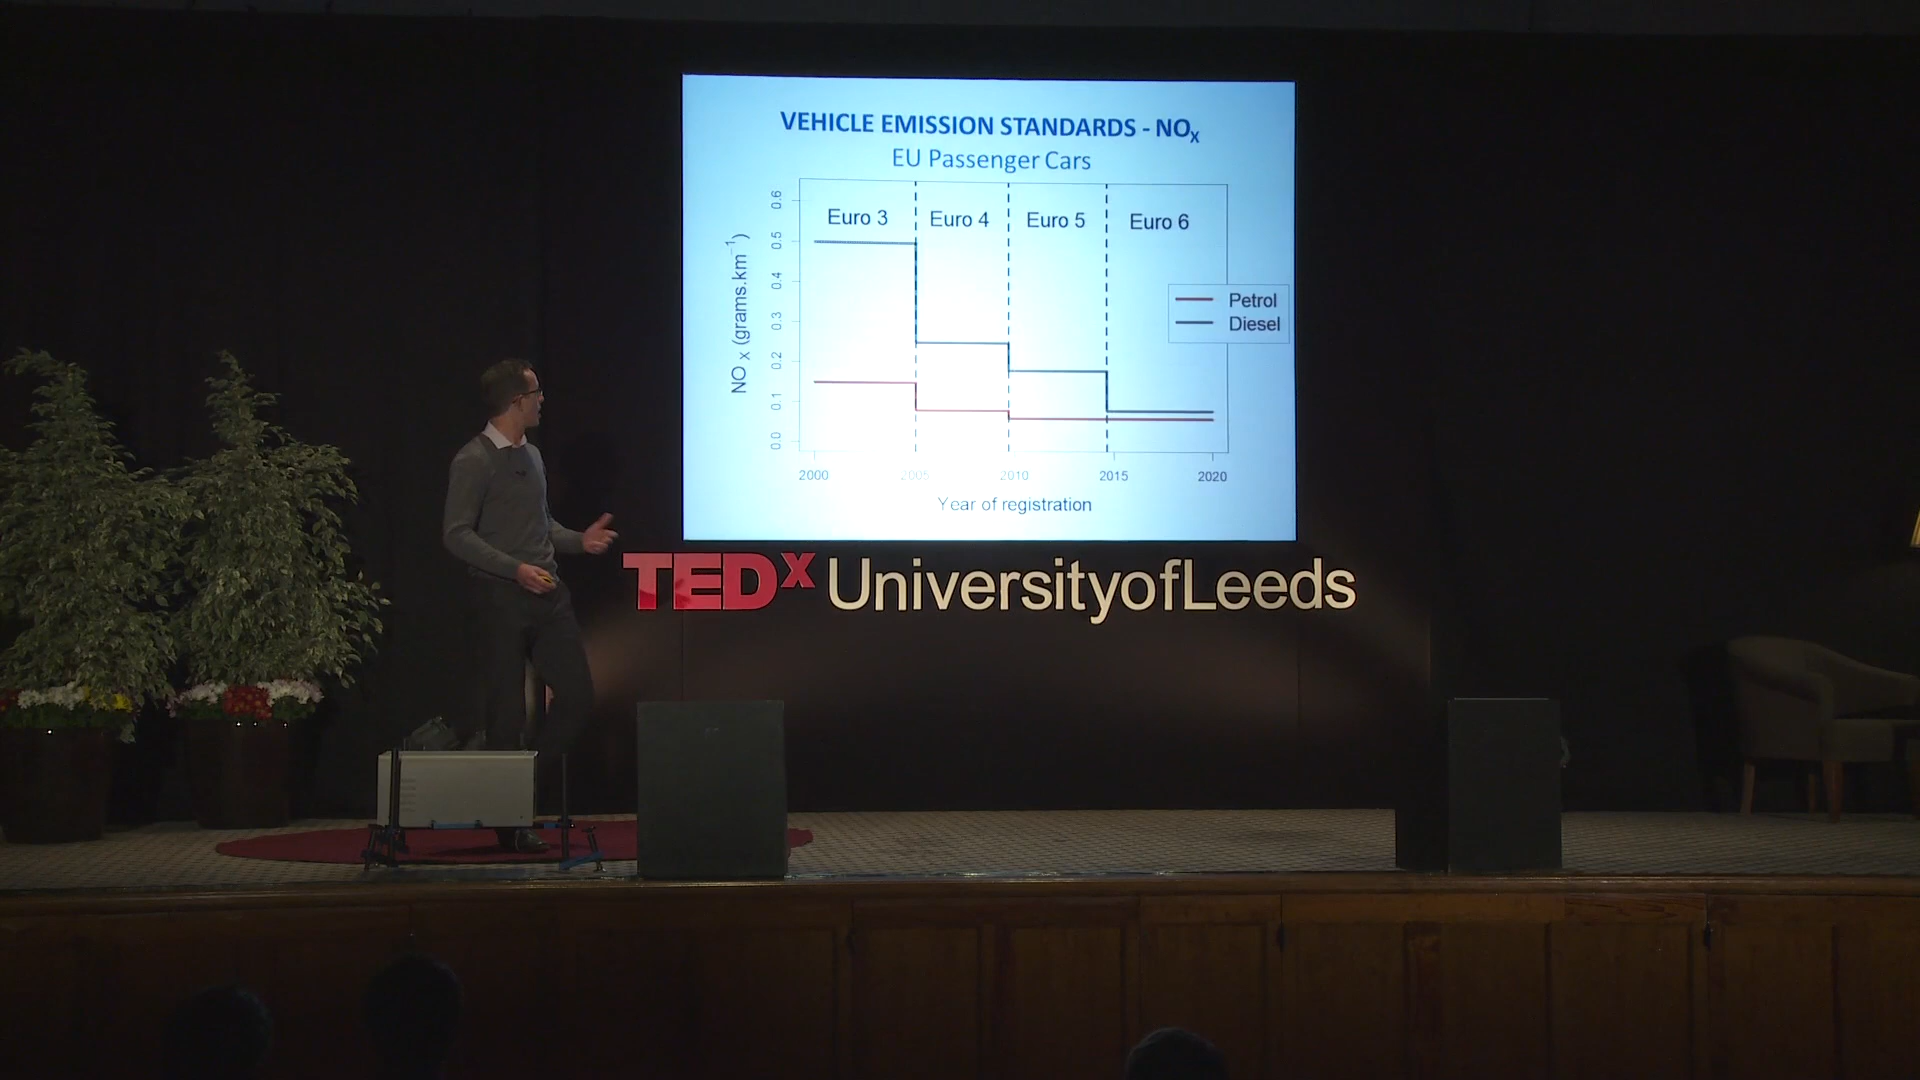 VEHICLE EMISSION STANDARDS - NOX
EU Passenger Cars
Euro 3 Euro 4 Euro 5 Euro 6
0.6
0.5
0.4
0.3
0.2
0.1
0.0
NO x (grams.km⁻¹)
Petrol
Diesel
2000 2005 2010 2015 2020
Year of registration
TEDx UniversityofLeeds